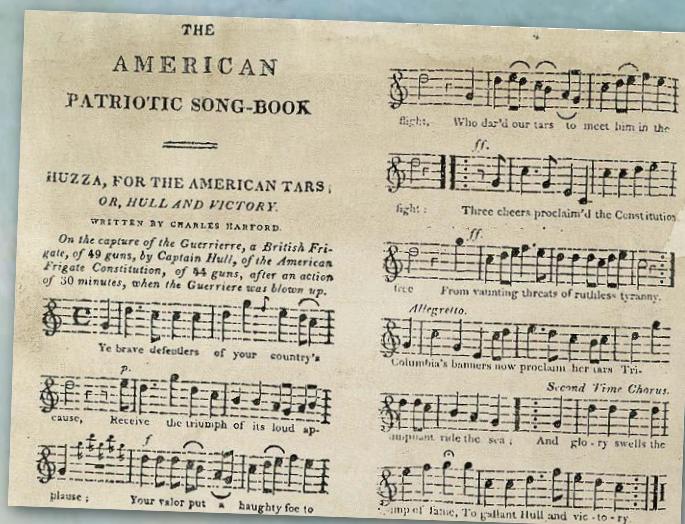 THE
AMERICAN
PATRIOTIC SONG-BOOK
HUZZA, FOR THE AMERICAN TARS;
OR, HULL AND VICTORY.
WRITTEN BY CHARLES HARFORD.
On the capture of the Guerrierre, a British Fri-
gate, of 49 guns, by Captain Hull, of the American
Frigate Constitution, of 44 guns, after an action
of 30 minutes, when the Guerriere was blown up.
Ye brave defenders of your country's
p.
cause, Receive the triumph of its loud ap-
f
plause; Your valor put a haughty foe to
flight, Who dar'd our tars to meet him in the
ff.
fight: Three cheers proclaim'd the Constitution
ff.
free From vaunting threats of ruthless tyranny.
Allegretto.
Columbia's banners now proclaim her tars Tri-
Second Time Chorus.
umphant rule the sea; And glo-ry swells the
of fame, To gallant Hull and vic-to-ry